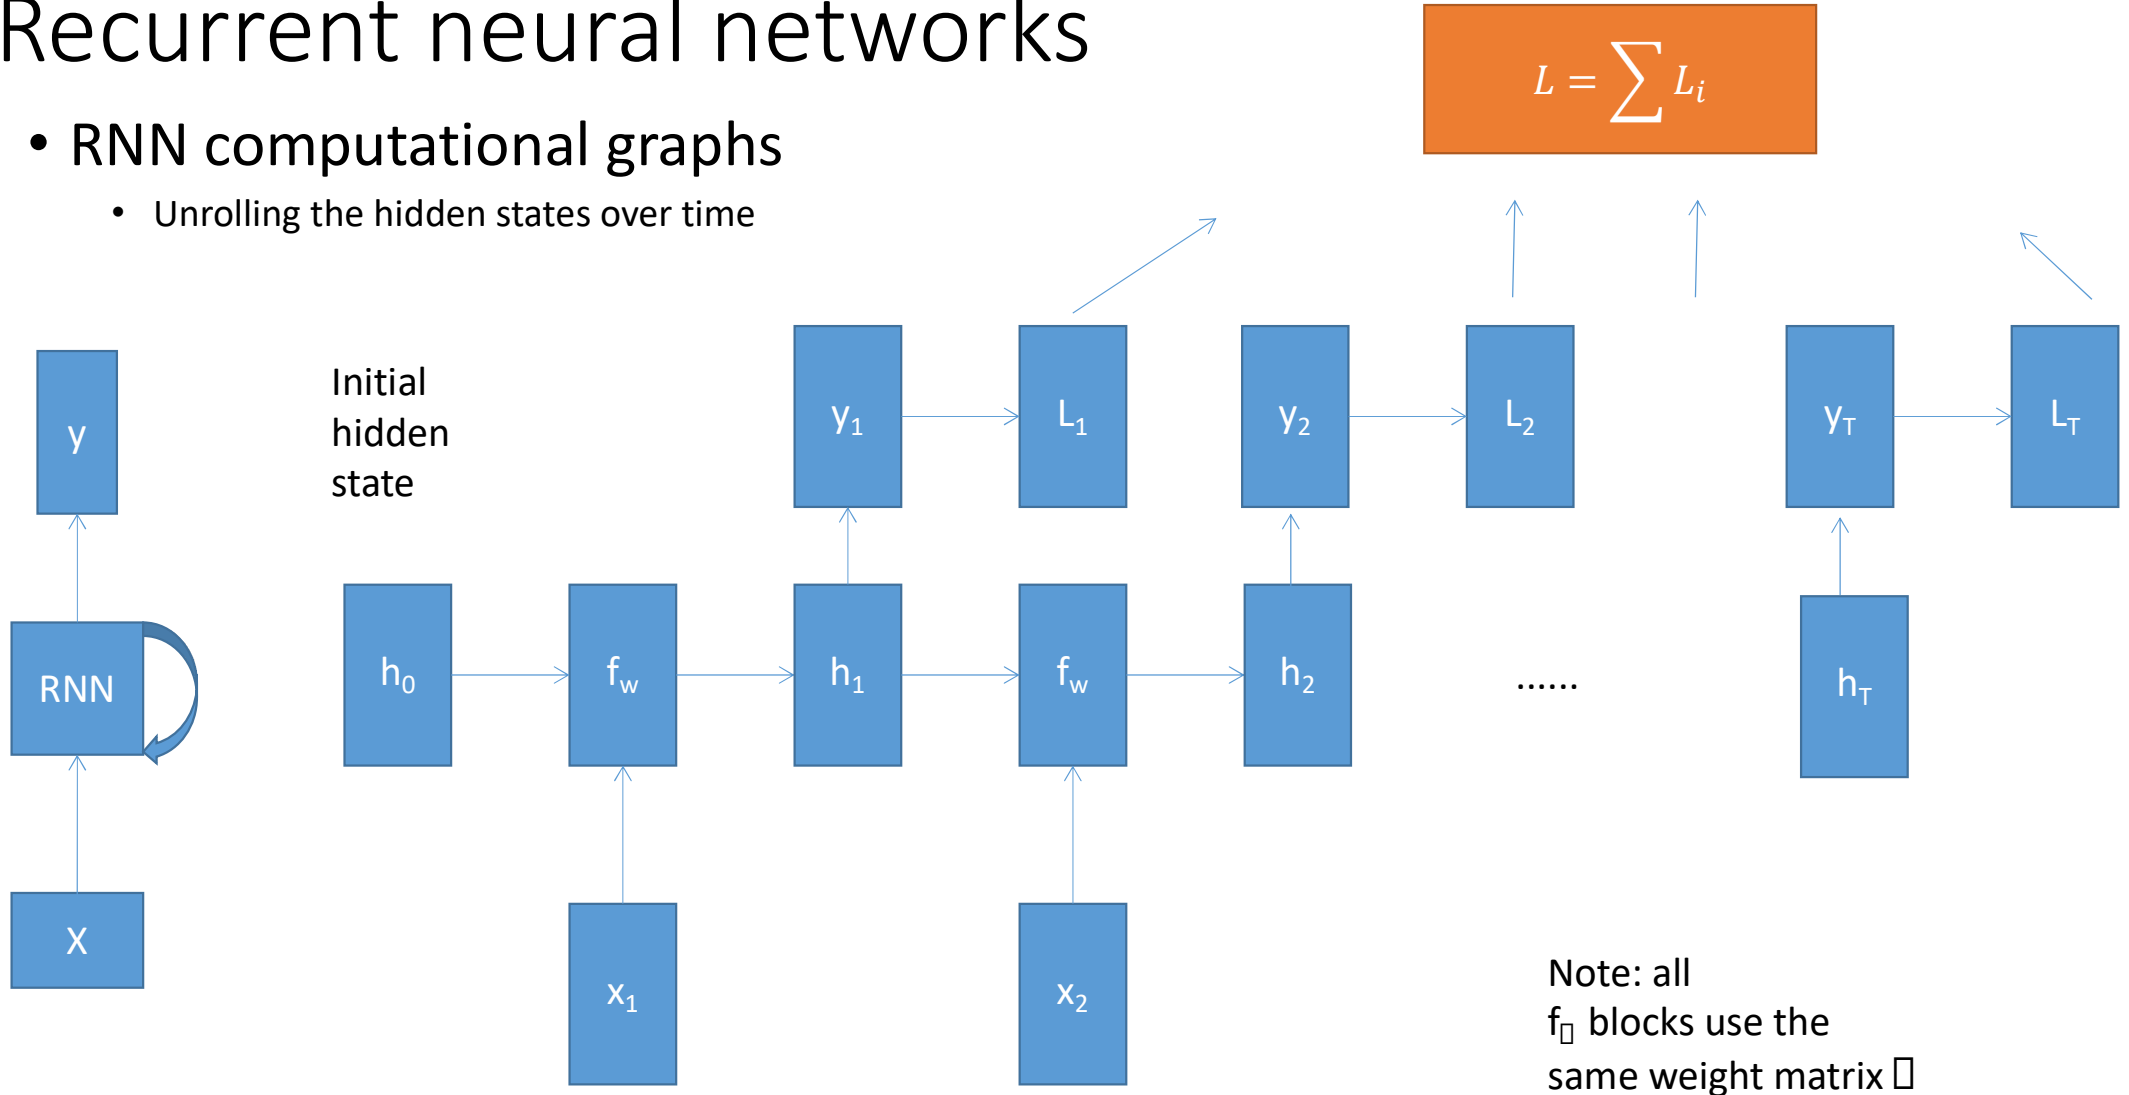 Recurrent neural networks
• RNN computational graphs
• Unrolling the hidden states over time
L = ∑ Lᵢ
y
RNN
X
Initial
hidden
state
y₁
L₁
y₂
L₂
y_T
L_T
h₀
f_w
h₁
f_w
h₂
......
h_T
x₁
x₂
Note: all
f▯ blocks use the
same weight matrix ▯